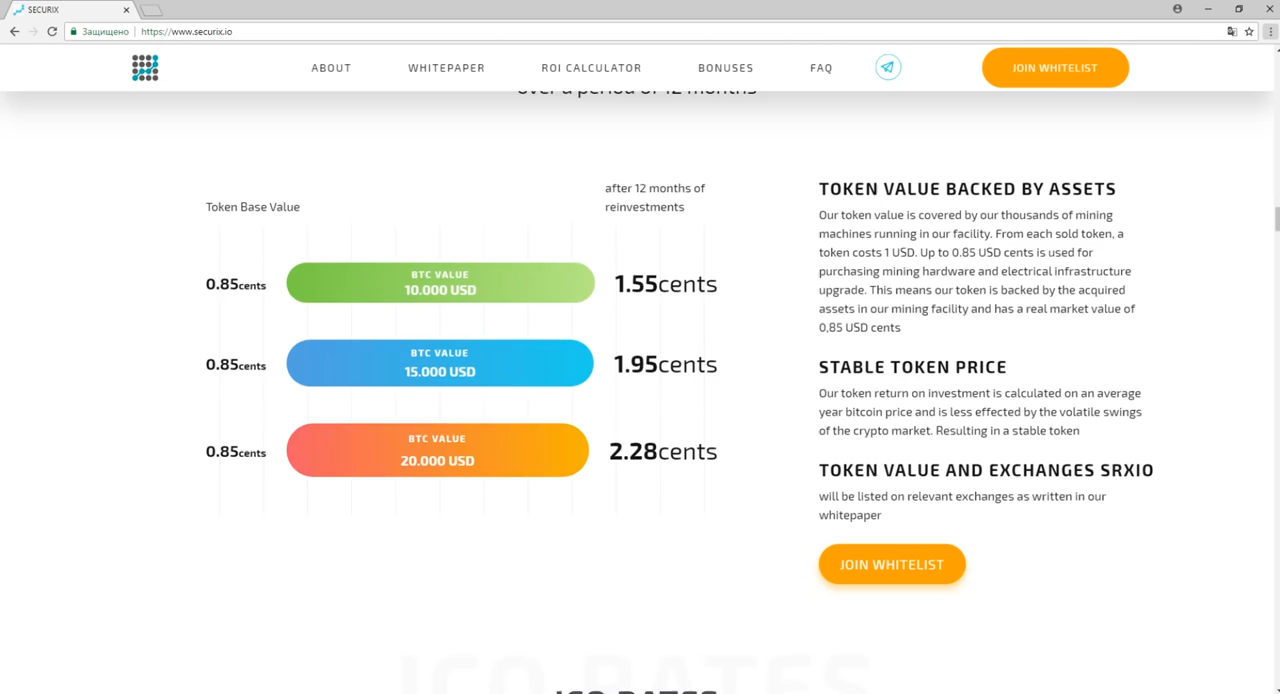 SECURIX
Защищено
https://www.securix.io
ABOUT
WHITEPAPER
ROI CALCULATOR
BONUSES
FAQ
JOIN WHITELIST
over a period of 12 months
Token Base Value
after 12 months of
reinvestments
0.85cents
BTC VALUE
10.000 USD
1.55cents
0.85cents
BTC VALUE
15.000 USD
1.95cents
0.85cents
BTC VALUE
20.000 USD
2.28cents
TOKEN VALUE BACKED BY ASSETS
Our token value is covered by our thousands of mining
machines running in our facility. From each sold token, a
token costs 1 USD. Up to 0.85 USD cents is used for
purchasing mining hardware and electrical infrastructure
upgrade. This means our token is backed by the acquired
assets in our mining facility and has a real market value of
0,85 USD cents
STABLE TOKEN PRICE
Our token return on investment is calculated on an average
year bitcoin price and is less effected by the volatile swings
of the crypto market. Resulting in a stable token
TOKEN VALUE AND EXCHANGES SRXIO
will be listed on relevant exchanges as written in our
whitepaper
JOIN WHITELIST
ICO RATES
ICO RATES